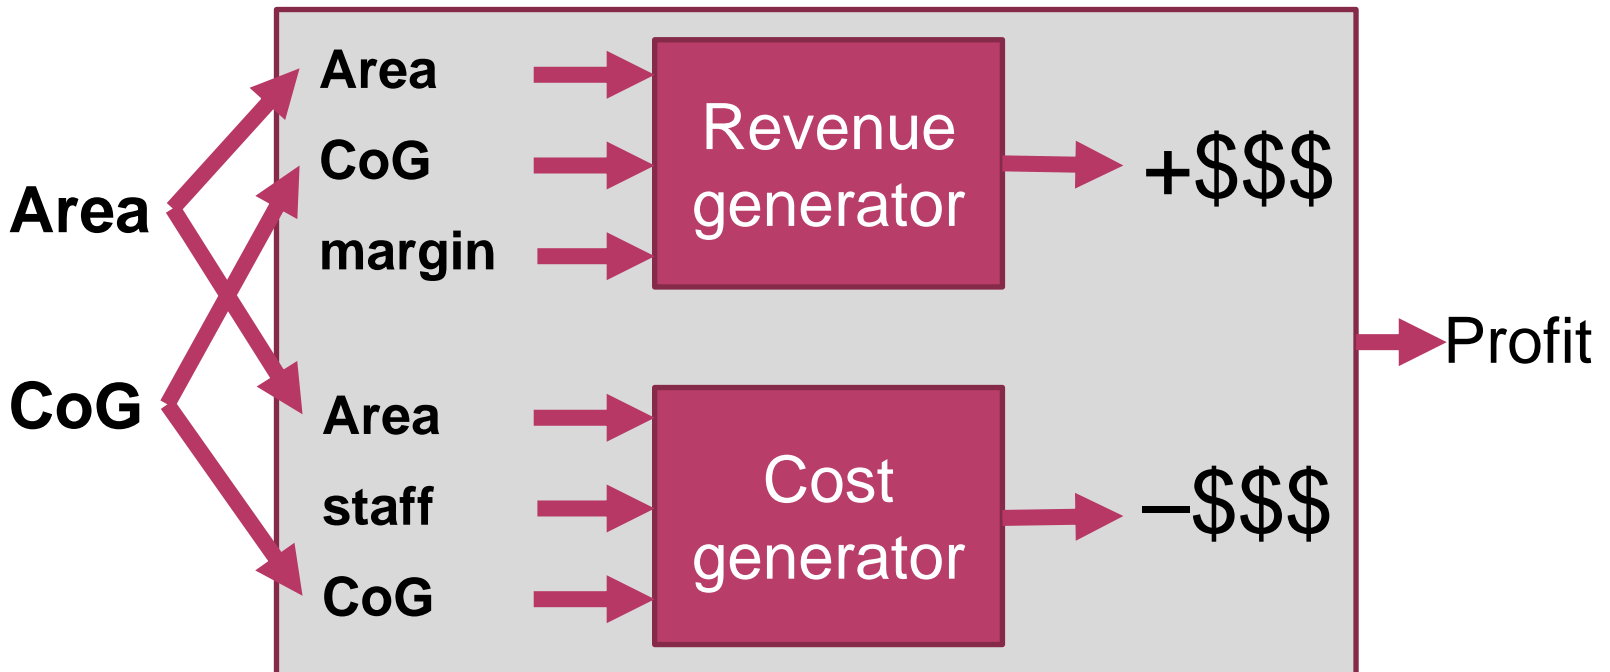 Area
CoG
Area
CoG
margin
Revenue
generator
+$$$
Area
staff
CoG
Cost
generator
–$$$
Profit